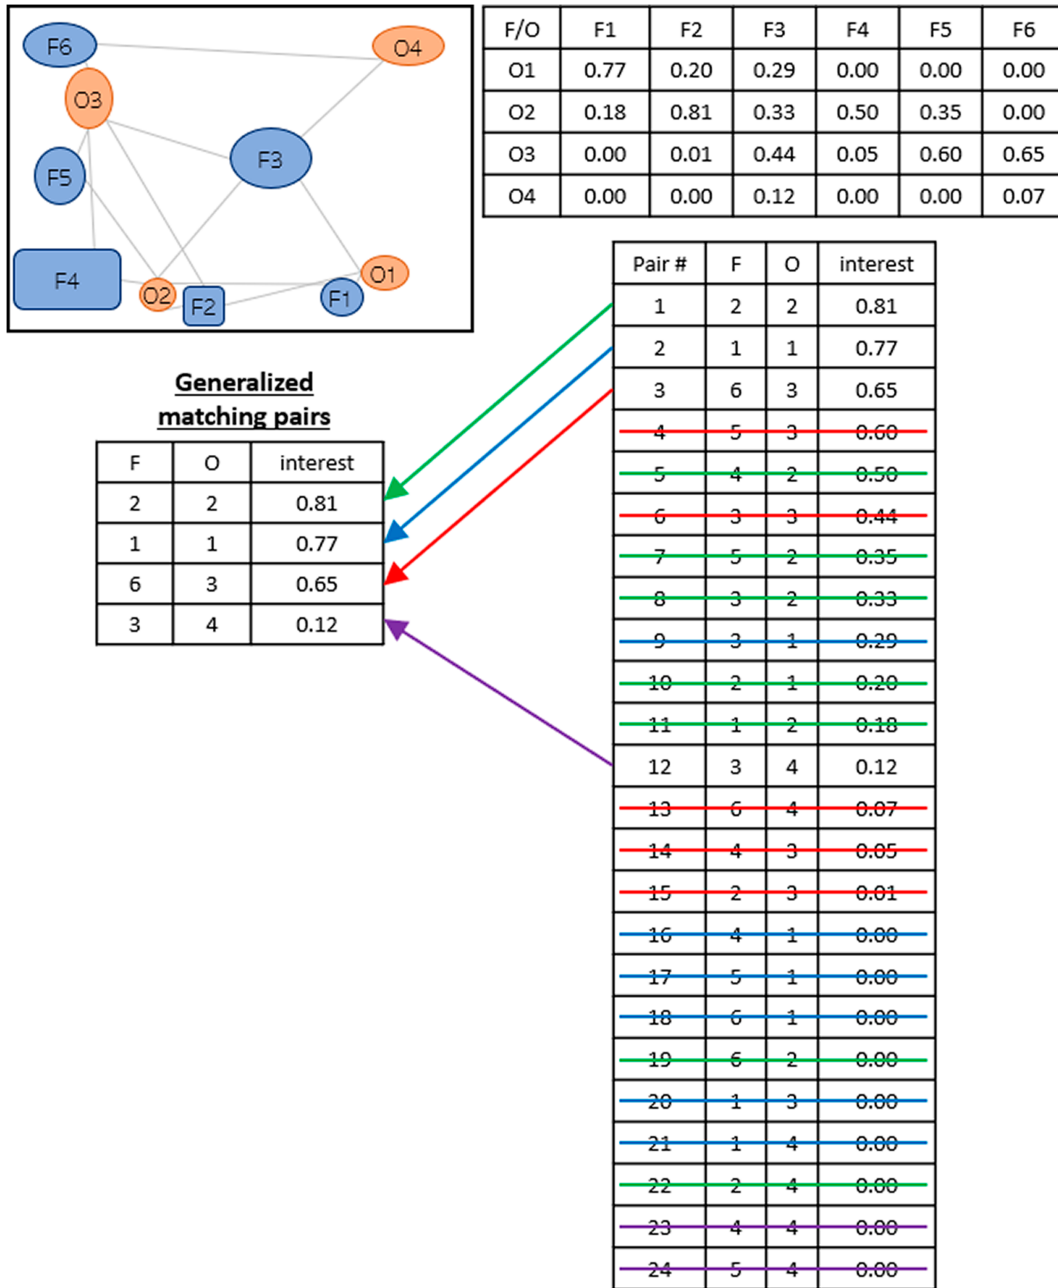 F6
O4
O3
F3
F5
F4
O2
F2
F1
O1
F/O F1 F2 F3 F4 F5 F6
O1 0.77 0.20 0.29 0.00 0.00 0.00
O2 0.18 0.81 0.33 0.50 0.35 0.00
O3 0.00 0.01 0.44 0.05 0.60 0.65
O4 0.00 0.00 0.12 0.00 0.00 0.07
Generalized
matching pairs
F O interest
2 2 0.81
1 1 0.77
6 3 0.65
3 4 0.12
Pair # F O interest
1 2 2 0.81
2 1 1 0.77
3 6 3 0.65
4 5 3 0.60
5 4 2 0.50
6 3 3 0.44
7 5 2 0.35
8 3 2 0.33
9 3 1 0.29
10 2 1 0.20
11 1 2 0.18
12 3 4 0.12
13 6 4 0.07
14 4 3 0.05
15 2 3 0.01
16 4 1 0.00
17 5 1 0.00
18 6 1 0.00
19 6 2 0.00
20 1 3 0.00
21 1 4 0.00
22 2 4 0.00
23 4 4 0.00
24 5 4 0.00